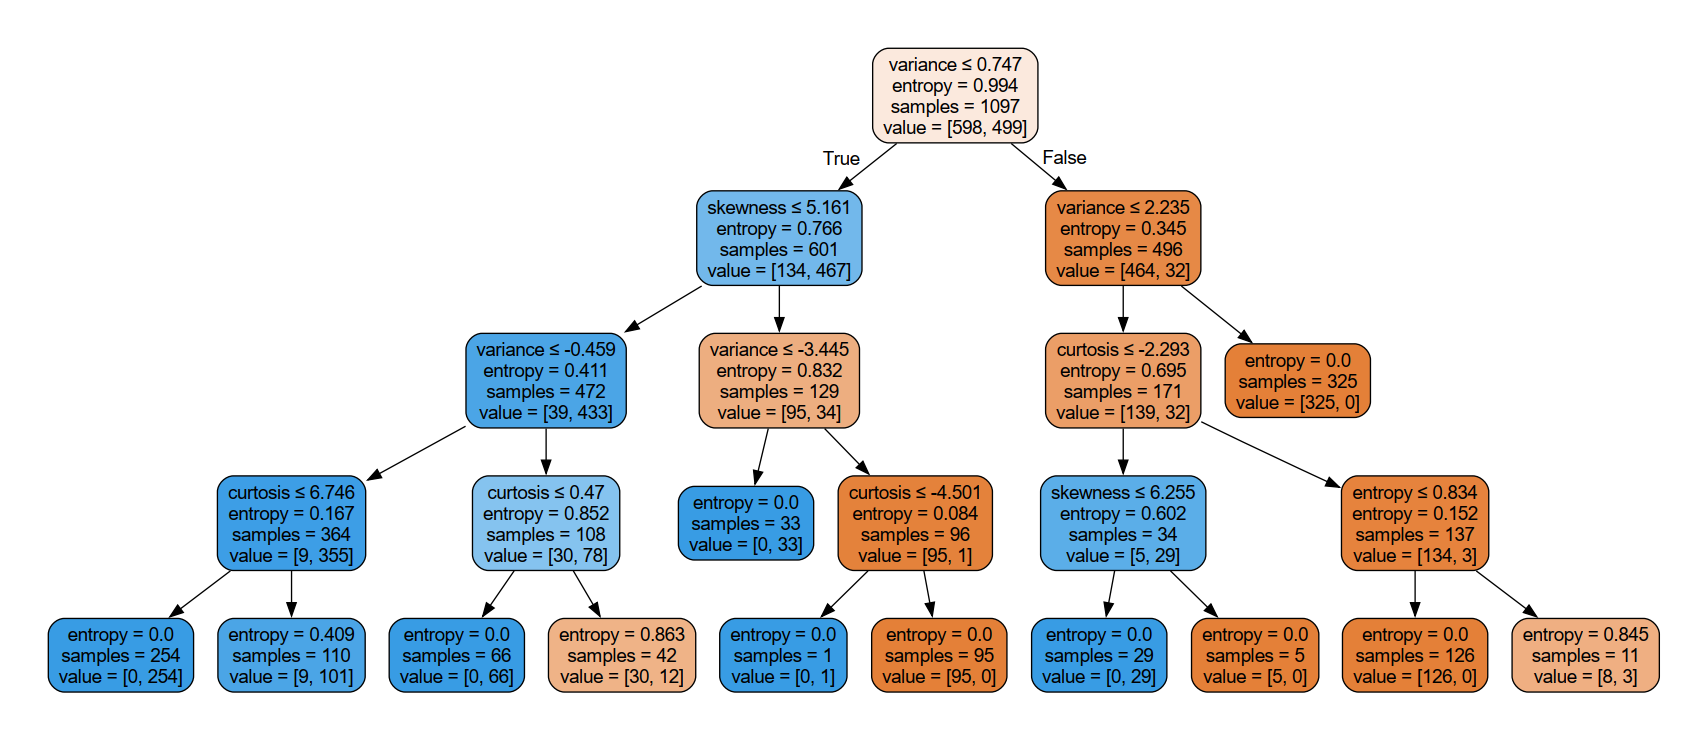 variance ≤ 0.747
entropy = 0.994
samples = 1097
value = [598, 499]
True
False
skewness ≤ 5.161
entropy = 0.766
samples = 601
value = [134, 467]
variance ≤ 2.235
entropy = 0.345
samples = 496
value = [464, 32]
variance ≤ -0.459
entropy = 0.411
samples = 472
value = [39, 433]
variance ≤ -3.445
entropy = 0.832
samples = 129
value = [95, 34]
curtosis ≤ -2.293
entropy = 0.695
samples = 171
value = [139, 32]
entropy = 0.0
samples = 325
value = [325, 0]
curtosis ≤ 6.746
entropy = 0.167
samples = 364
value = [9, 355]
curtosis ≤ 0.47
entropy = 0.852
samples = 108
value = [30, 78]
entropy = 0.0
samples = 33
value = [0, 33]
curtosis ≤ -4.501
entropy = 0.084
samples = 96
value = [95, 1]
skewness ≤ 6.255
entropy = 0.602
samples = 34
value = [5, 29]
entropy ≤ 0.834
entropy = 0.152
samples = 137
value = [134, 3]
entropy = 0.0
samples = 254
value = [0, 254]
entropy = 0.409
samples = 110
value = [9, 101]
entropy = 0.0
samples = 66
value = [0, 66]
entropy = 0.863
samples = 42
value = [30, 12]
entropy = 0.0
samples = 1
value = [0, 1]
entropy = 0.0
samples = 95
value = [95, 0]
entropy = 0.0
samples = 29
value = [0, 29]
entropy = 0.0
samples = 5
value = [5, 0]
entropy = 0.0
samples = 126
value = [126, 0]
entropy = 0.845
samples = 11
value = [8, 3]